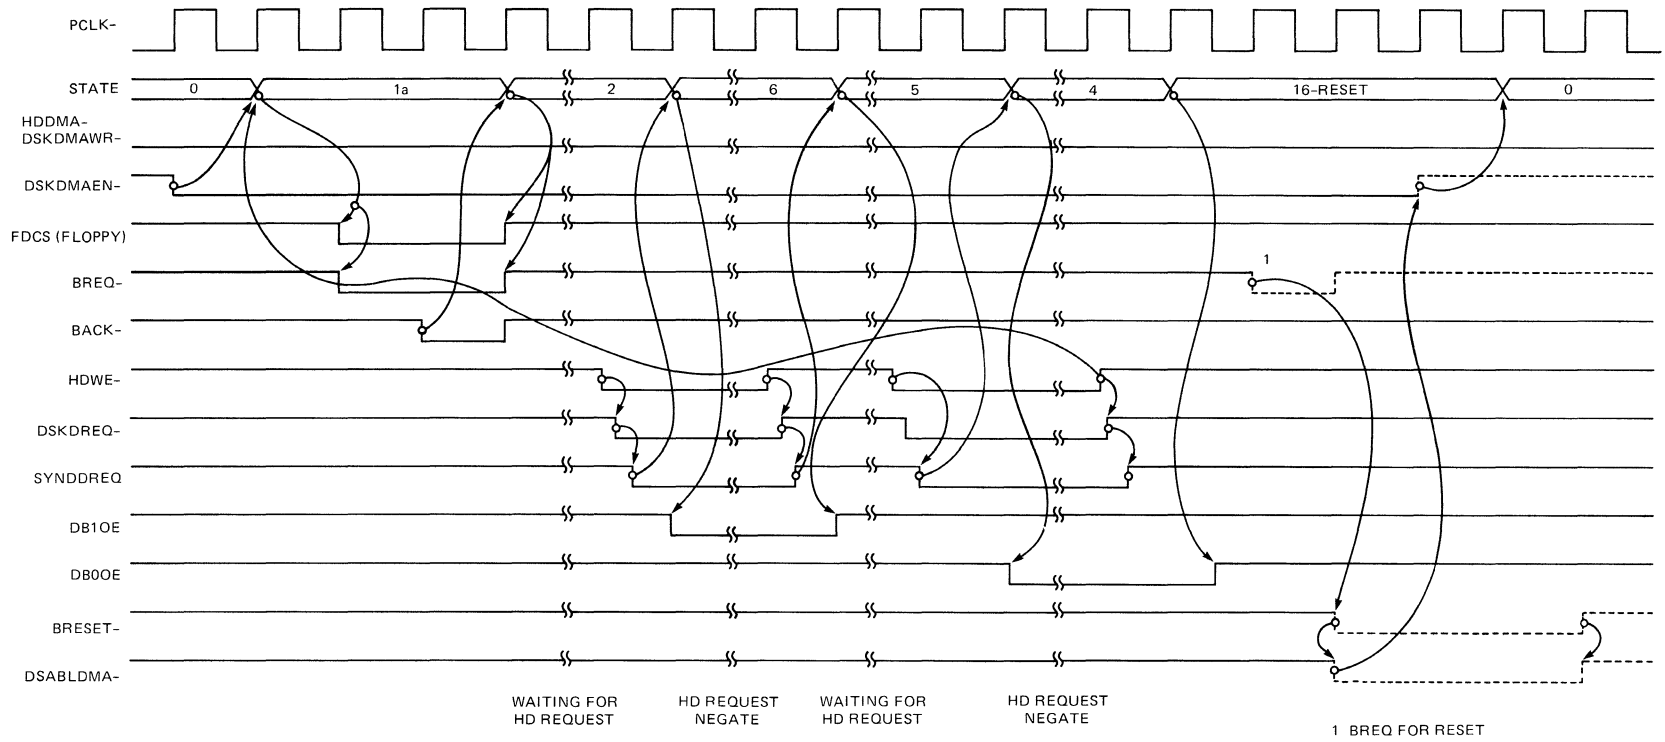 PCLK-
STATE
0 1a 2 6 5 4 16-RESET 0
HDDMA-
DSKDMAWR-
DSKDMAEN-
FDCS (FLOPPY)
BREQ-
1
BACK-
HDWE-
DSKDREQ-
SYNDDREQ
DB1OE
DB0OE
BRESET-
DSABLDMA-
WAITING FOR
HD REQUEST
HD REQUEST
NEGATE
WAITING FOR
HD REQUEST
HD REQUEST
NEGATE
1 BREQ FOR RESET